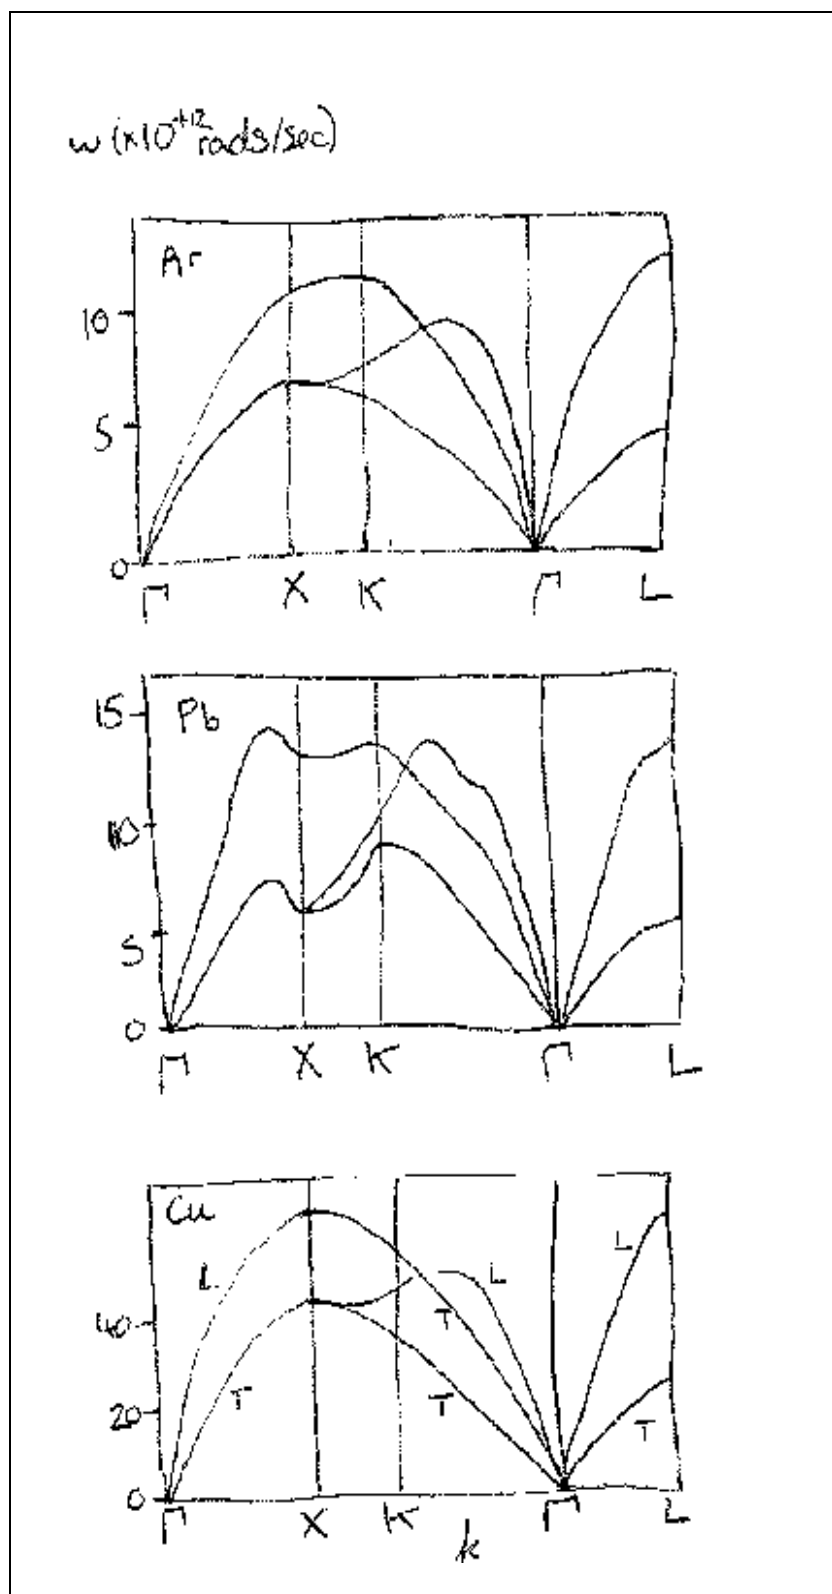 ω (×10⁺¹² rads/sec)
Ar
10
5
0
Γ X K Γ L
15
Pb
10
5
0
Γ X K Γ L
Cu
L L L
40
T
T T T
20
0
Γ X K Γ L
k